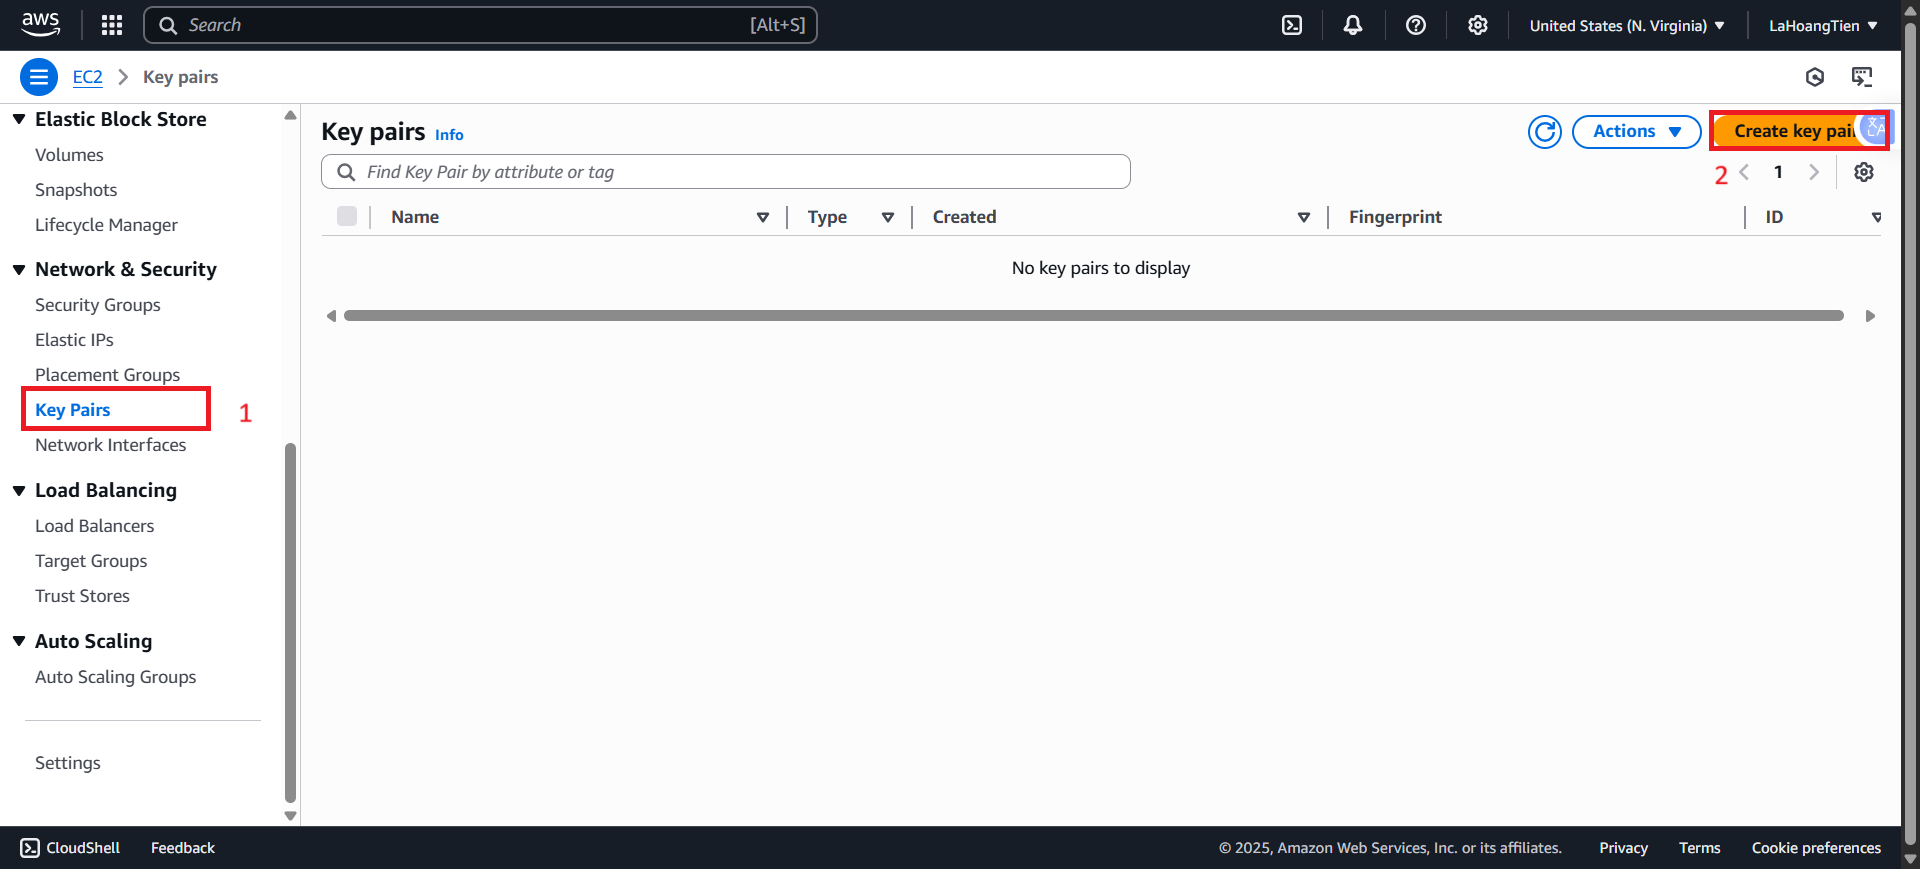 aws
Search
[Alt+S]
United States (N. Virginia)
LaHoangTien
EC2
Key pairs
Elastic Block Store
Volumes
Snapshots
Lifecycle Manager
Network & Security
Security Groups
Elastic IPs
Placement Groups
Key Pairs
1
Network Interfaces
Load Balancing
Load Balancers
Target Groups
Trust Stores
Auto Scaling
Auto Scaling Groups
Settings
Key pairs Info
Actions
Create key pai
Find Key Pair by attribute or tag
2
1
Name
Type
Created
Fingerprint
ID
No key pairs to display
CloudShell
Feedback
© 2025, Amazon Web Services, Inc. or its affiliates.
Privacy
Terms
Cookie preferences